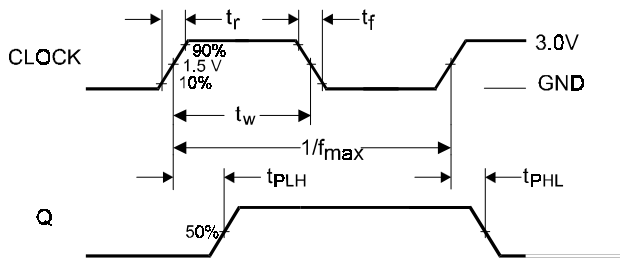 tr
tf
CLOCK
90%
1.5 V
10%
3.0V
GND
tw
1/fmax
tPLH
tPHL
Q
50%